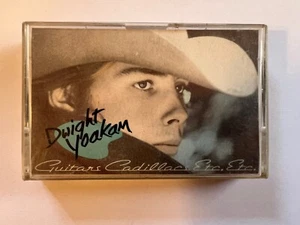 Dwight
Yoakam
Guitars, Cadillacs, Etc., Etc.